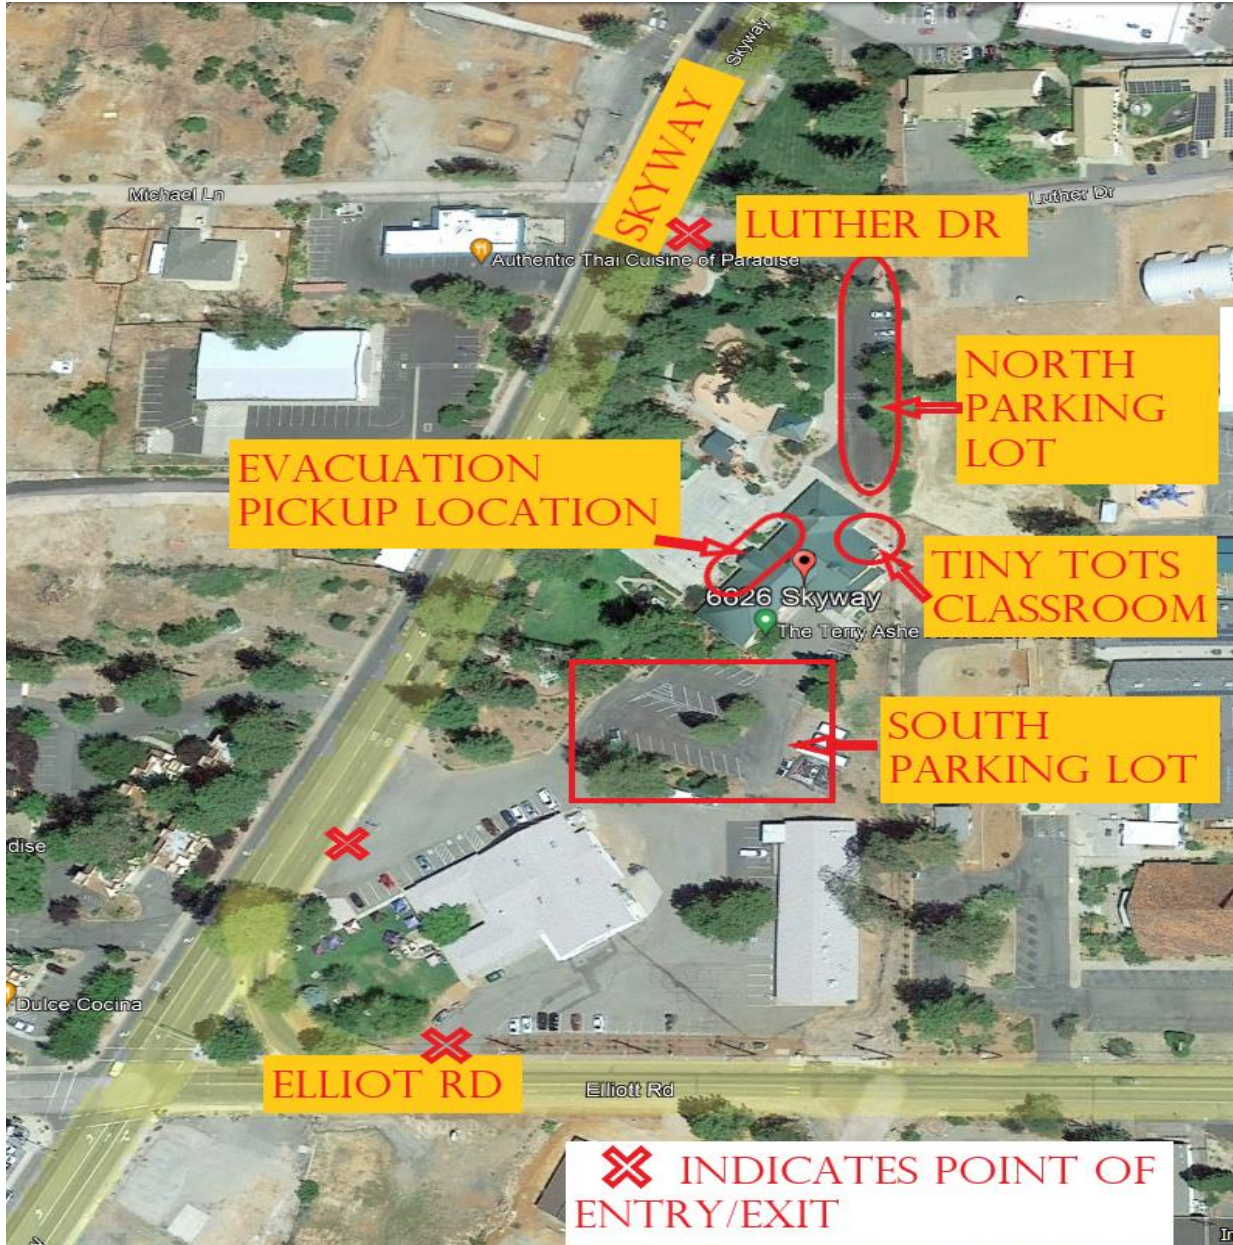 Skyway
SKYWAY
Michael Ln
Luther Dr
LUTHER DR
Authentic Thai Cuisine of Paradise
NORTH
PARKING
LOT
EVACUATION
PICKUP LOCATION
TINY TOTS
CLASSROOM
6626 Skyway
The Terry Ashe
SOUTH
PARKING LOT
dise
Dulce Cocina
ELLIOT RD
Elliott Rd
INDICATES POINT OF
ENTRY/EXIT